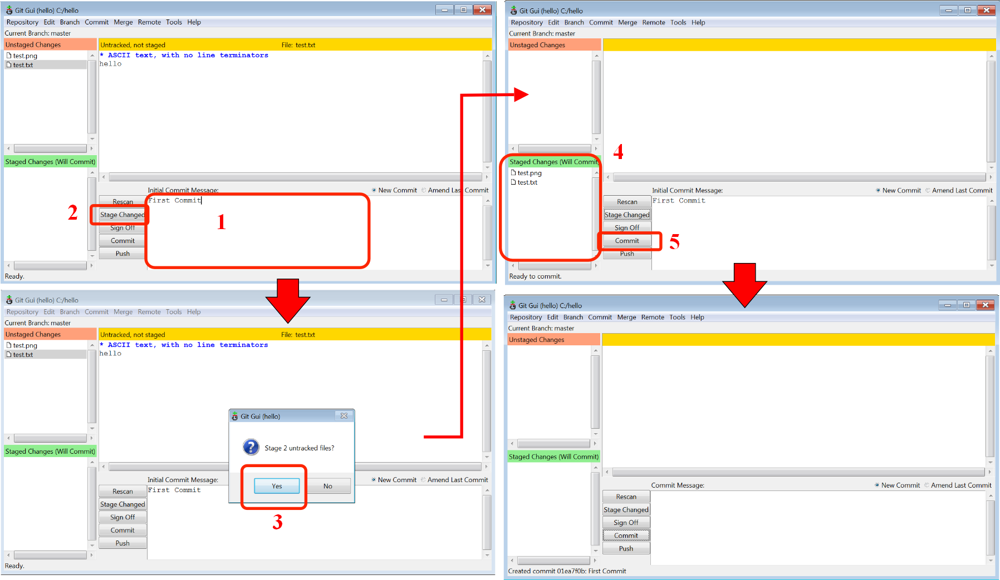 Git Gui (hello) C:/hello
Repository Edit Branch Commit Merge Remote Tools Help
Current Branch: master
Unstaged Changes
Untracked, not staged File: test.txt
test.png
test.txt
* ASCII text, with no line terminators
hello
Staged Changes (Will Commit)
Initial Commit Message: New Commit Amend Last Commit
Rescan
Stage Changed
Sign Off
Commit
Push
First Commit
1
2
Ready.
Git Gui (hello) C:/hello
Repository Edit Branch Commit Merge Remote Tools Help
Current Branch: master
Unstaged Changes
Untracked, not staged File: test.txt
test.png
test.txt
* ASCII text, with no line terminators
hello
Staged Changes (Will Commit)
Git Gui (hello)
Stage 2 untracked files?
Yes No
3
Initial Commit Message: New Commit Amend Last Commit
Rescan
Stage Changed
Sign Off
Commit
Push
First Commit
Ready.
Git Gui (hello) C:/hello
Repository Edit Branch Commit Merge Remote Tools Help
Current Branch: master
Unstaged Changes
Staged Changes (Will Commit)
4
test.png
test.txt
Initial Commit Message: New Commit Amend Last Commit
Rescan
Stage Changed
Sign Off
Commit
Push
First Commit
5
Ready to commit.
Git Gui (hello) C:/hello
Repository Edit Branch Commit Merge Remote Tools Help
Current Branch: master
Unstaged Changes
Staged Changes (Will Commit)
Commit Message: New Commit Amend Last Commit
Rescan
Stage Changed
Sign Off
Commit
Push
Created commit 01ea7f0b: First Commit